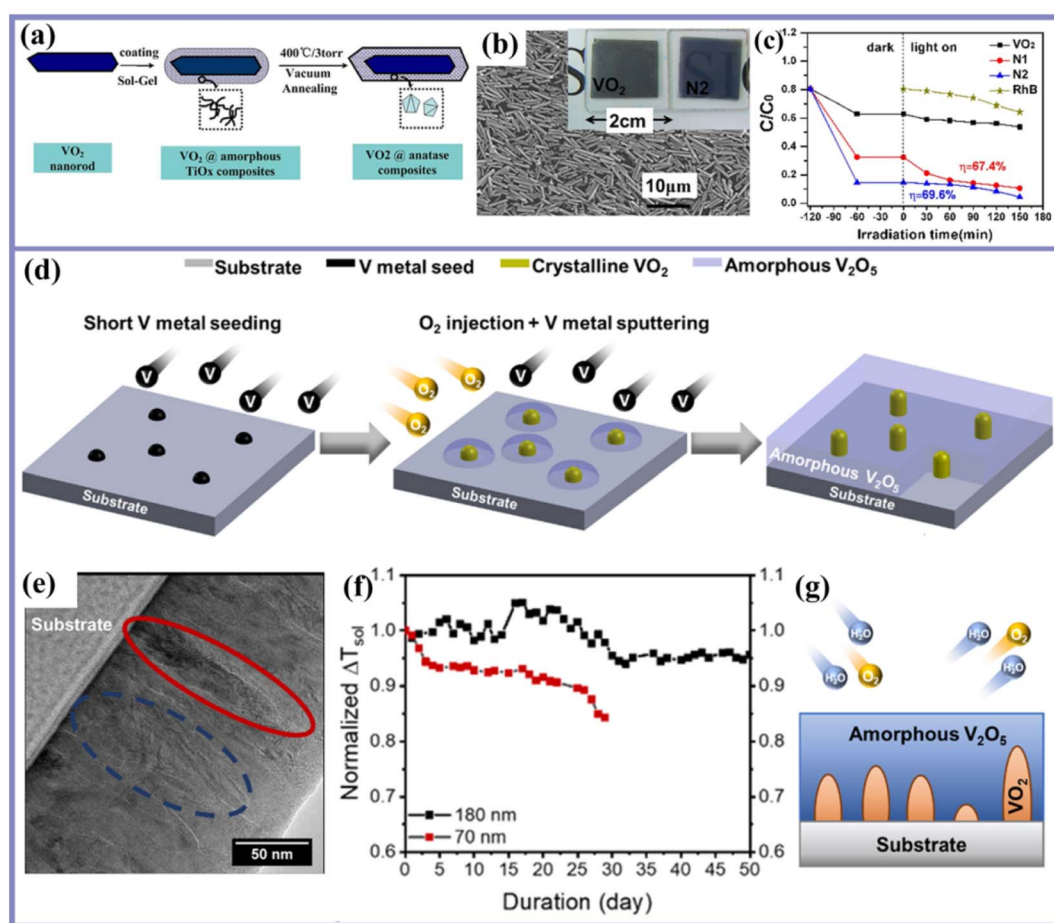 (a)
coating
Sol-Gel
400℃/3torr
Vacuum
Annealing
VO₂
nanorod
VO₂ @ amorphous
TiOx composites
VO2 @ anatase
composites
(b)
VO₂
N2
2cm
10μm
(c)
dark
light on
VO₂
N1
N2
RhB
C/C₀
0.8
0.6
0.4
0.2
0.0
η=67.4%
η=69.6%
-120 -90 -60 -30 0 30 60 90 120 150 180
Irradiation time(min)
(d)
Substrate
V metal seed
Crystalline VO₂
Amorphous V₂O₅
Short V metal seeding
O₂ injection + V metal sputtering
V V V V
O₂ O₂ O₂
V V V V
Substrate
Substrate
Amorphous V₂O₅
Substrate
(e)
Substrate
50 nm
(f)
Normalized ΔT_sol
1.1 1.1
1.0 1.0
0.9 0.9
0.8 0.8
0.7 0.7
0.6 0.6
180 nm
70 nm
0 5 10 15 20 25 30 35 40 45 50
Duration (day)
(g)
H₂O
H₂O
O₂
H₂O
O₂
H₂O
Amorphous V₂O₅
VO₂
Substrate